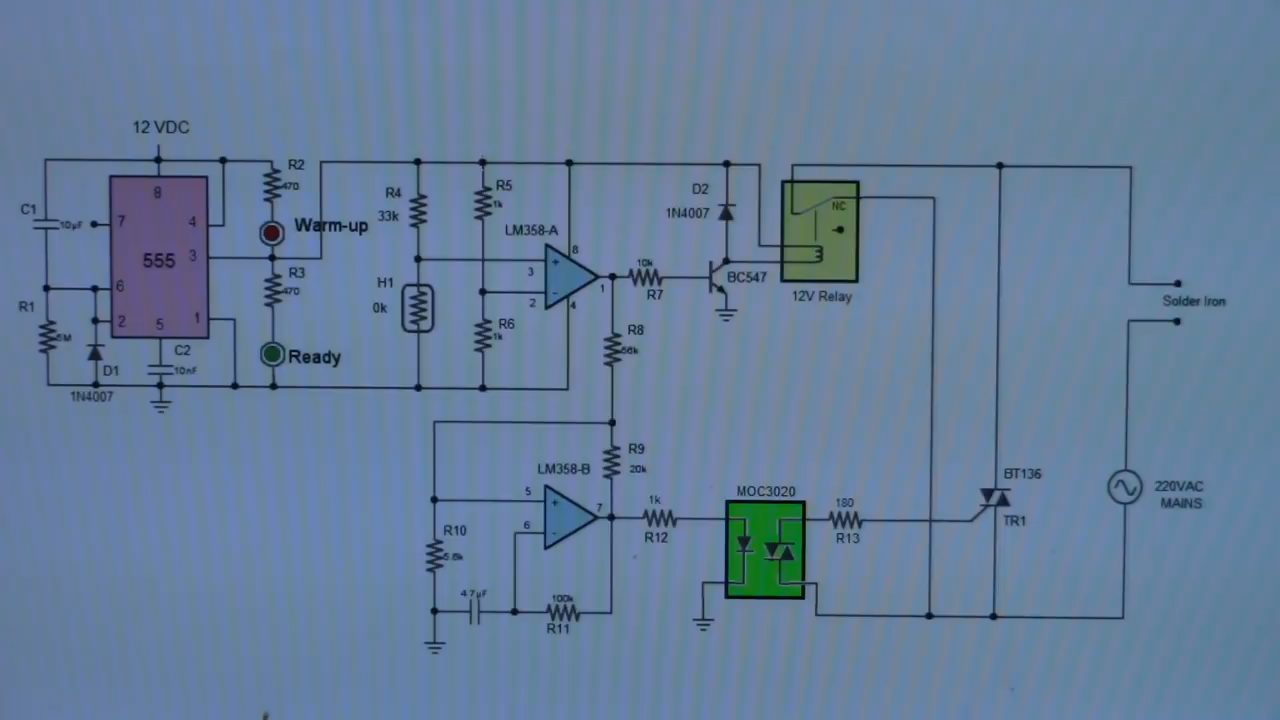 12 VDC
8
C1
10µF
7
4
555
3
6
R1
5M
2
5
1
C2
10nF
D1
1N4007
R2
470
Warm-up
R3
470
Ready
R4
33k
H1
0k
R5
1k
R6
1k
LM358-A
8
+
3
-
2
4
1
10k
R7
D2
1N4007
BC547
NC
12V Relay
R8
56k
R9
20k
LM358-B
5
+
6
-
7
R10
5.6k
4.7µF
100k
R11
1k
R12
MOC3020
180
R13
BT136
TR1
Solder Iron
220VAC
MAINS